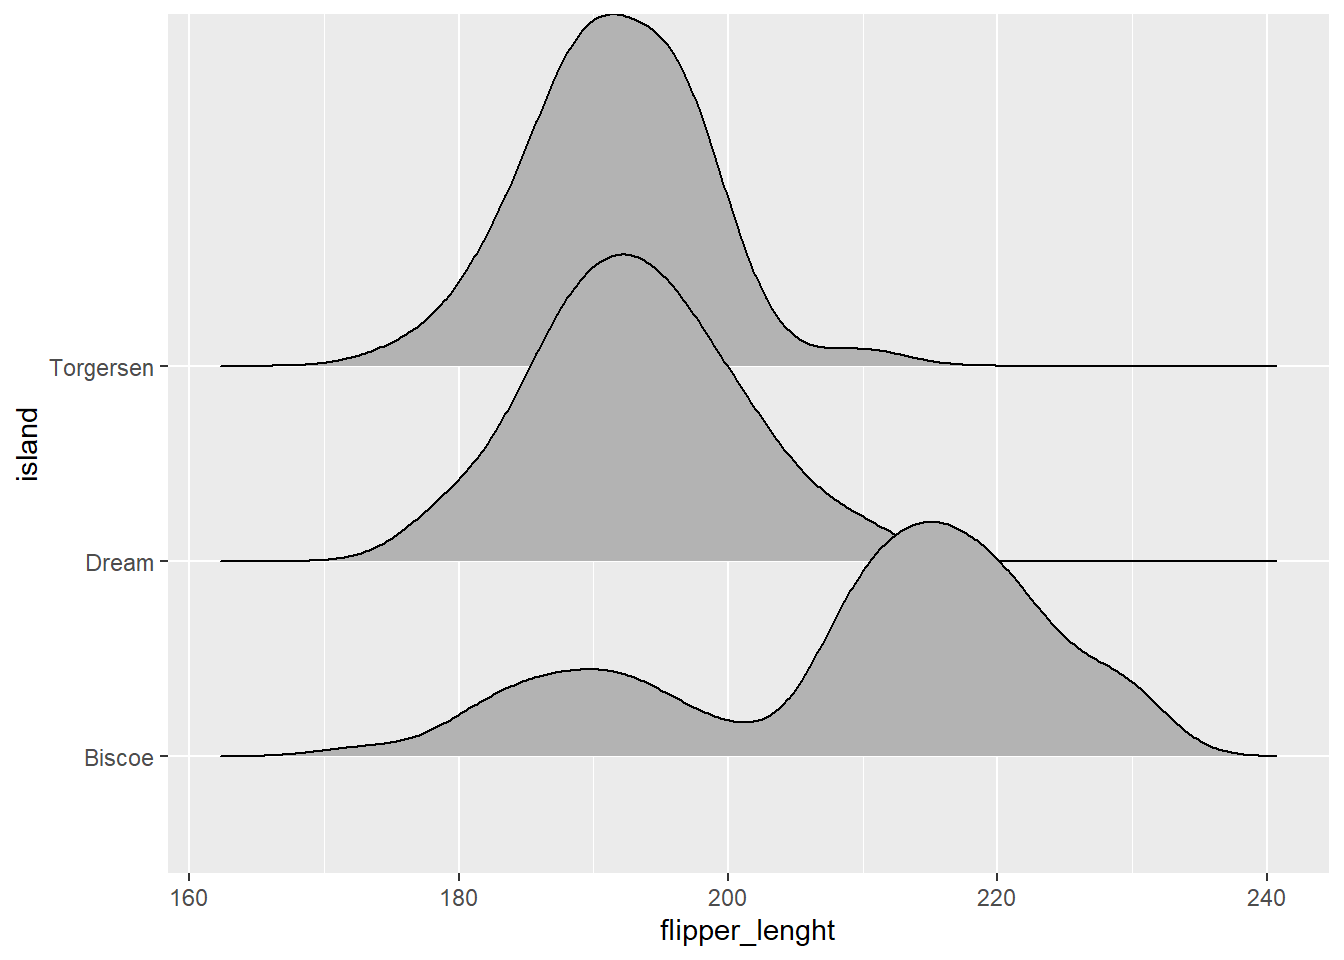 Torgersen
Dream
Biscoe
island
160 180 200 220 240
flipper_lenght